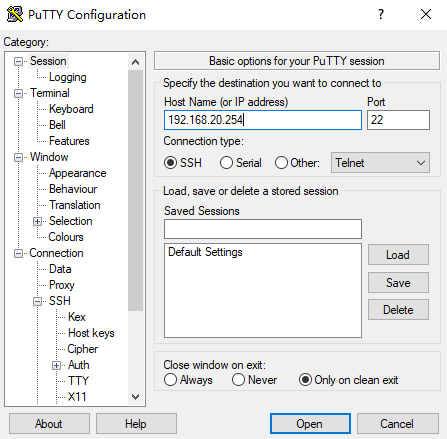 PuTTY Configuration
?
Category:
Session
Logging
Terminal
Keyboard
Bell
Features
Window
Appearance
Behaviour
Translation
Selection
Colours
Connection
Data
Proxy
SSH
Kex
Host keys
Cipher
Auth
TTY
X11
Basic options for your PuTTY session
Specify the destination you want to connect to
Host Name (or IP address) Port
192.168.20.254 22
Connection type:
SSH Serial Other: Telnet
Load, save or delete a stored session
Saved Sessions
Default Settings
Load
Save
Delete
Close window on exit:
Always Never Only on clean exit
About Help Open Cancel